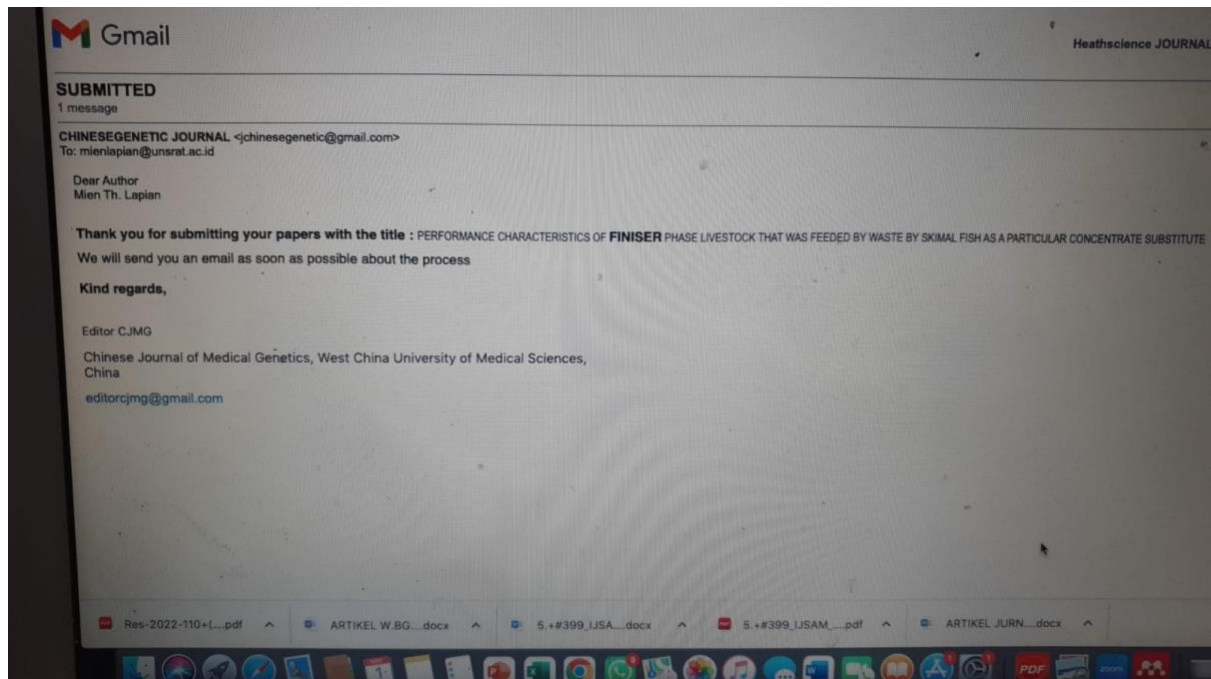 Gmail
Heathscience JOURNAL
SUBMITTED
1 message
CHINESEGENETIC JOURNAL <jchinesegenetic@gmail.com>
To: mienlapian@unsrat.ac.id
Dear Author
Mien Th. Lapian
Thank you for submitting your papers with the title : PERFORMANCE CHARACTERISTICS OF FINISER PHASE LIVESTOCK THAT WAS FEEDED BY WASTE BY SKIMAL FISH AS A PARTICULAR CONCENTRATE SUBSTITUTE
We will send you an email as soon as possible about the process
Kind regards,
Editor CJMG
Chinese Journal of Medical Genetics, West China University of Medical Sciences,
China
editorcjmg@gmail.com
Res-2022-110+(....pdf
ARTIKEL W.BG....docx
5.+#399_IJSA....docx
5.+#399_IJSAM_....pdf
ARTIKEL JURN....docx
PDF
zoom